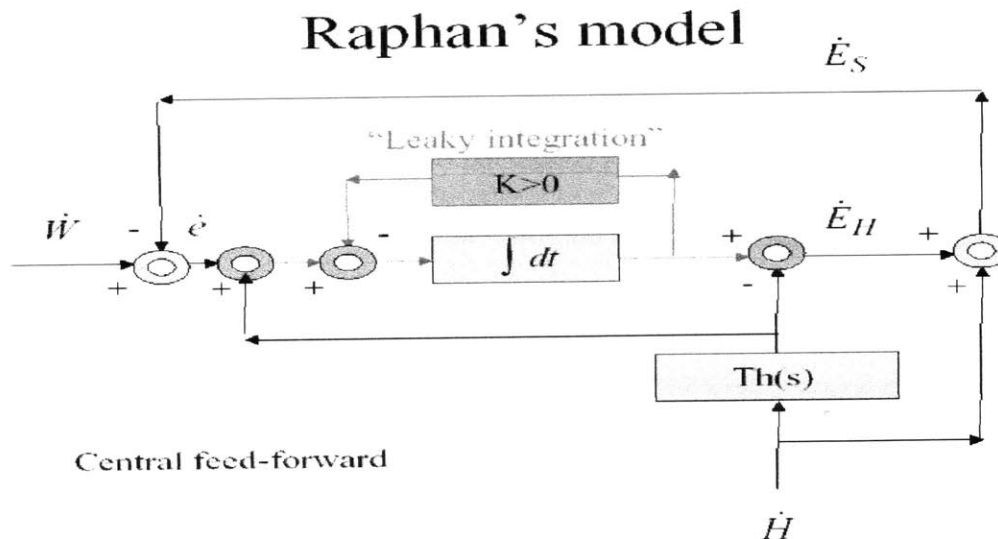 Raphan's model
Ė_S
"Leaky integration"
K>0
Ẇ
-
ė
-
+
Ė_H
+
∫ dt
+
+
+
-
+
Th(s)
Central feed-forward
Ḣ